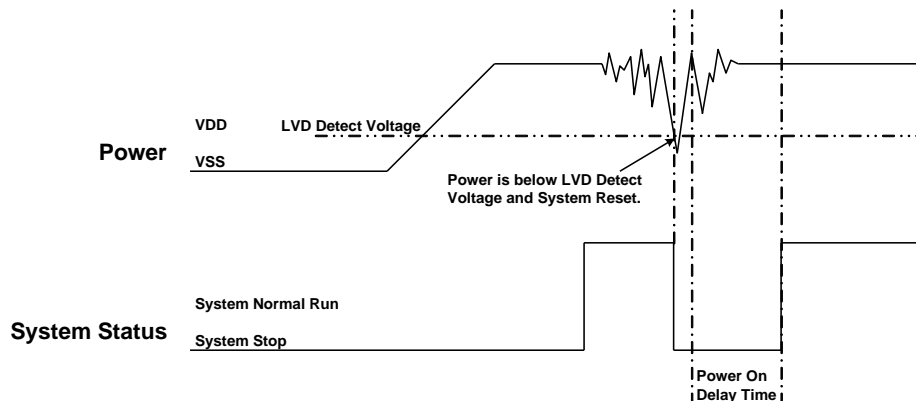 VDD
LVD Detect Voltage
Power
VSS
Power is below LVD Detect
Voltage and System Reset.
System Normal Run
System Status
System Stop
Power On
Delay Time